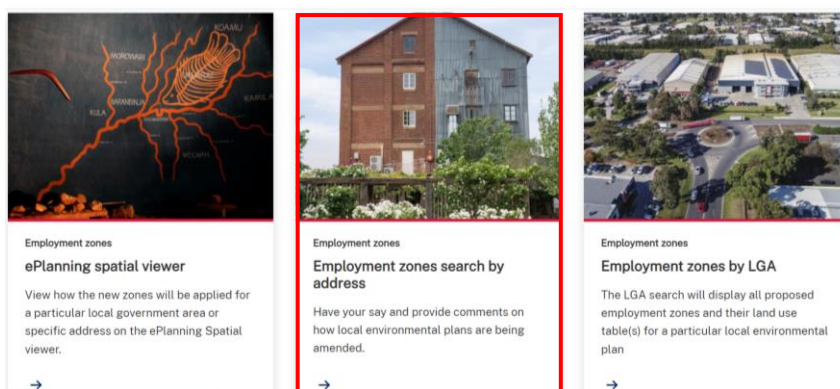 KOAMU
MOROWARI
KULA
Employment zones
ePlanning spatial viewer
View how the new zones will be applied for
a particular local government area or
specific address on the ePlanning Spatial
viewer.
Employment zones
Employment zones search by
address
Have your say and provide comments on
how local environmental plans are being
amended.
Employment zones
Employment zones by LGA
The LGA search will display all proposed
employment zones and their land use
table(s) for a particular local environmental
plan